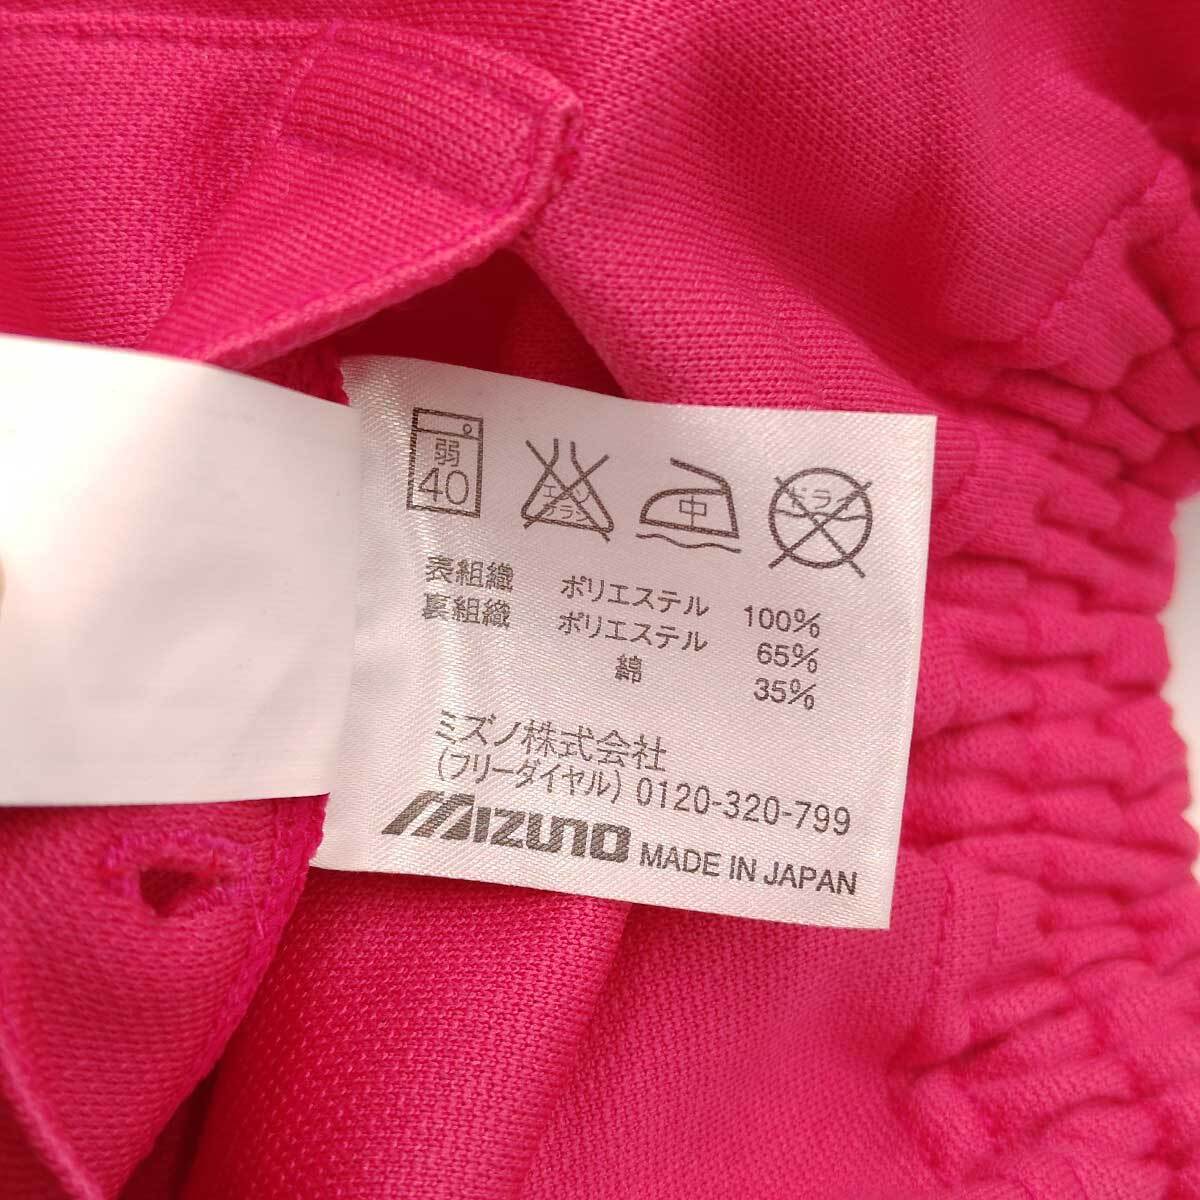 弱
40
エンソ
サラシ
中
ドライ
表組織 ポリエステル 100%
裏組織 ポリエステル 65%
綿 35%
ミズノ株式会社
(フリーダイヤル) 0120-320-799
MIZUNO MADE IN JAPAN